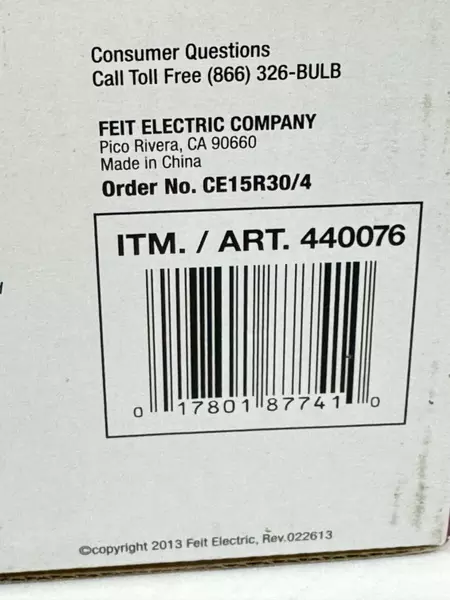 Consumer Questions
Call Toll Free (866) 326-BULB
FEIT ELECTRIC COMPANY
Pico Rivera, CA 90660
Made in China
Order No. CE15R30/4
ITM. / ART. 440076
0 17801 87741 0
©copyright 2013 Feit Electric, Rev.022613